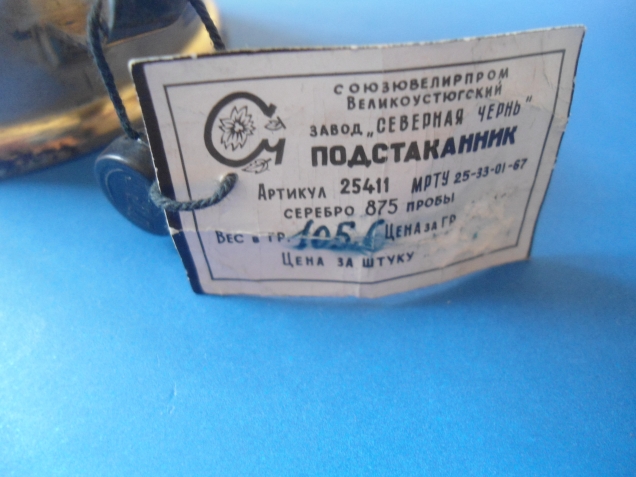 СОЮЗЮВЕЛИРПРОМ
ВЕЛИКОУСТЮГСКИЙ
ЗАВОД „СЕВЕРНАЯ ЧЕРНЬ"
ПОДСТАКАННИК
АРТИКУЛ 25411 МРТУ 25-33-01-67
СЕРЕБРО 875 ПРОБЫ
ВЕС В ГР. 105,6 ЦЕНА ЗА ГР
ЦЕНА ЗА ШТУКУ